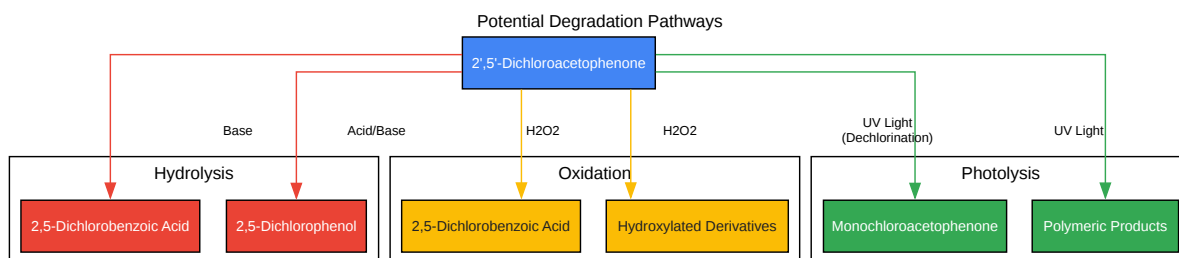 Potential Degradation Pathways
2',5'-Dichloroacetophenone
Base
Acid/Base
H2O2
H2O2
UV Light
(Dechlorination)
UV Light
Hydrolysis
Oxidation
Photolysis
2,5-Dichlorobenzoic Acid
2,5-Dichlorophenol
2,5-Dichlorobenzoic Acid
Hydroxylated Derivatives
Monochloroacetophenone
Polymeric Products